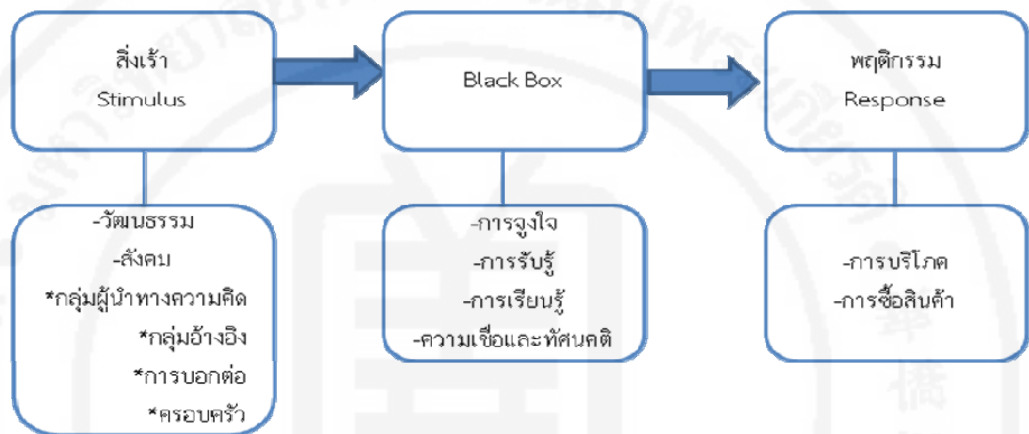 สิ่งเร้า
Stimulus
Black Box
พฤติกรรม
Response
-วัฒนธรรม
-สังคม
*กลุ่มผู้นำทางความคิด
*กลุ่มอ้างอิง
*การบอกต่อ
*ครอบครัว
-การจูงใจ
-การรับรู้
-การเรียนรู้
-ความเชื่อและทัศนคติ
-การบริโภค
-การซื้อสินค้า